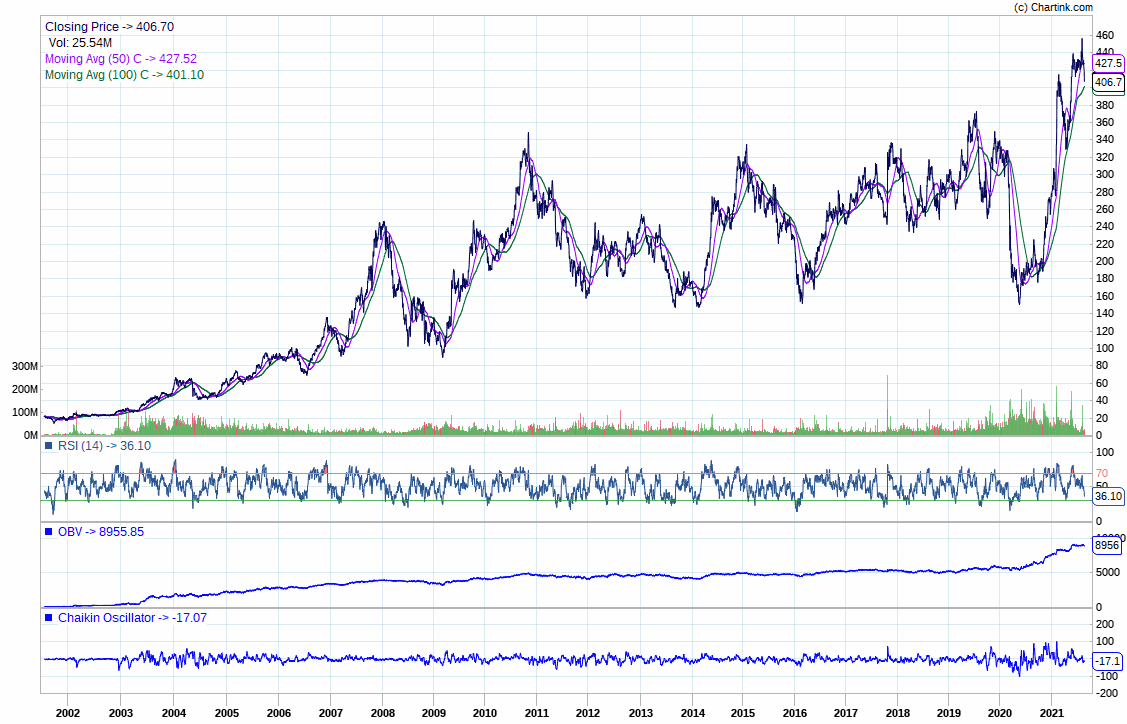 (c) Chartink.com
Closing Price -> 406.70
Vol: 25.54M
Moving Avg (50) C -> 427.52
Moving Avg (100) C -> 401.10
460
440
427.5
406.7
380
360
340
320
300
280
260
240
220
200
180
160
140
120
100
80
60
40
20
0
300M
200M
100M
0M
RSI (14) -> 36.10
100
70
50
36.10
0
OBV -> 8955.85
10000
8956
5000
0
Chaikin Oscillator -> -17.07
200
100
-17.1
-100
-200
2002 2003 2004 2005 2006 2007 2008 2009 2010 2011 2012 2013 2014 2015 2016 2017 2018 2019 2020 2021